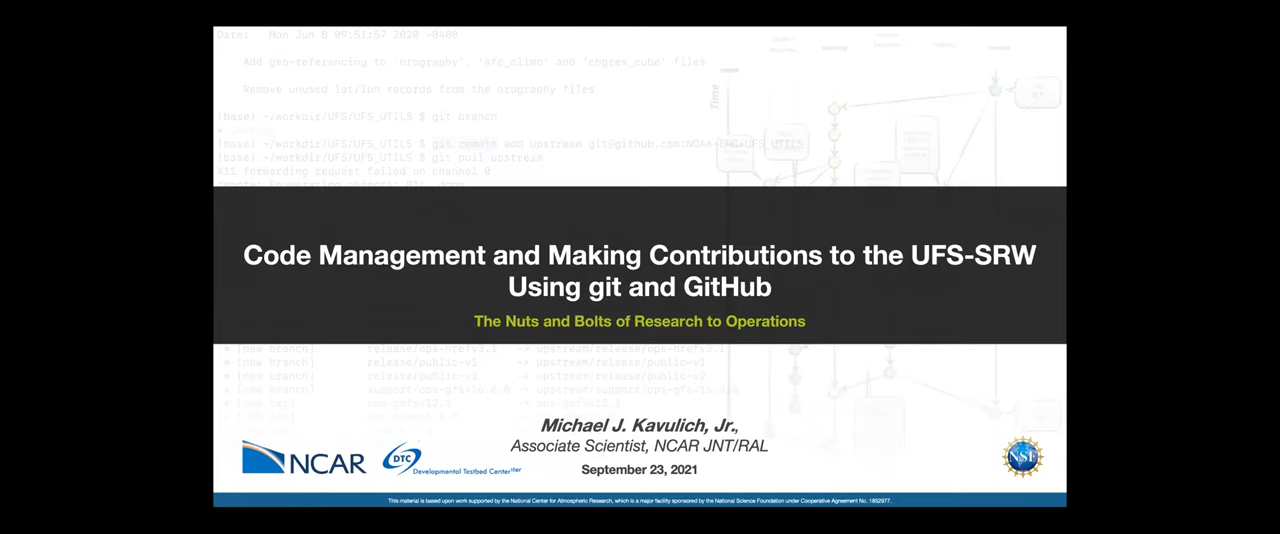 Date: Mon Jun 8 09:51:57 2020 -0400
Add geo-referencing to 'orography', 'sfc_climo' and 'chgres_cube' files
Remove unused lat/lon records from the orography files.
(base) ~/workdir/UFS/UFS_UTILS $ git branch
(base) ~/workdir/UFS/UFS_UTILS $ git remote add upstream git@github.com:NOAA-EMC/UFS_UTILS
(base) ~/workdir/UFS/UFS_UTILS $ git pull upstream
X11 forwarding request failed on channel 0
Time
Code Management and Making Contributions to the UFS-SRW
Using git and GitHub
The Nuts and Bolts of Research to Operations
* [new branch] release/ops-hrefv3.1 -> upstream/release/ops-hrefv3.1
* [new branch] release/public-v1 -> upstream/release/public-v1
* [new branch] release/public-v2 -> upstream/release/public-v2
* [new branch] support/ops-gfsv16.0.0 -> upstream/support/ops-gfsv16.0.0
Michael J. Kavulich, Jr.,
Associate Scientist, NCAR JNT/RAL
September 23, 2021
NCAR
DTC
Developmental Testbed Center
NSF
This material is based upon work supported by the National Center for Atmospheric Research, which is a major facility sponsored by the National Science Foundation under Cooperative Agreement No. 1852977.